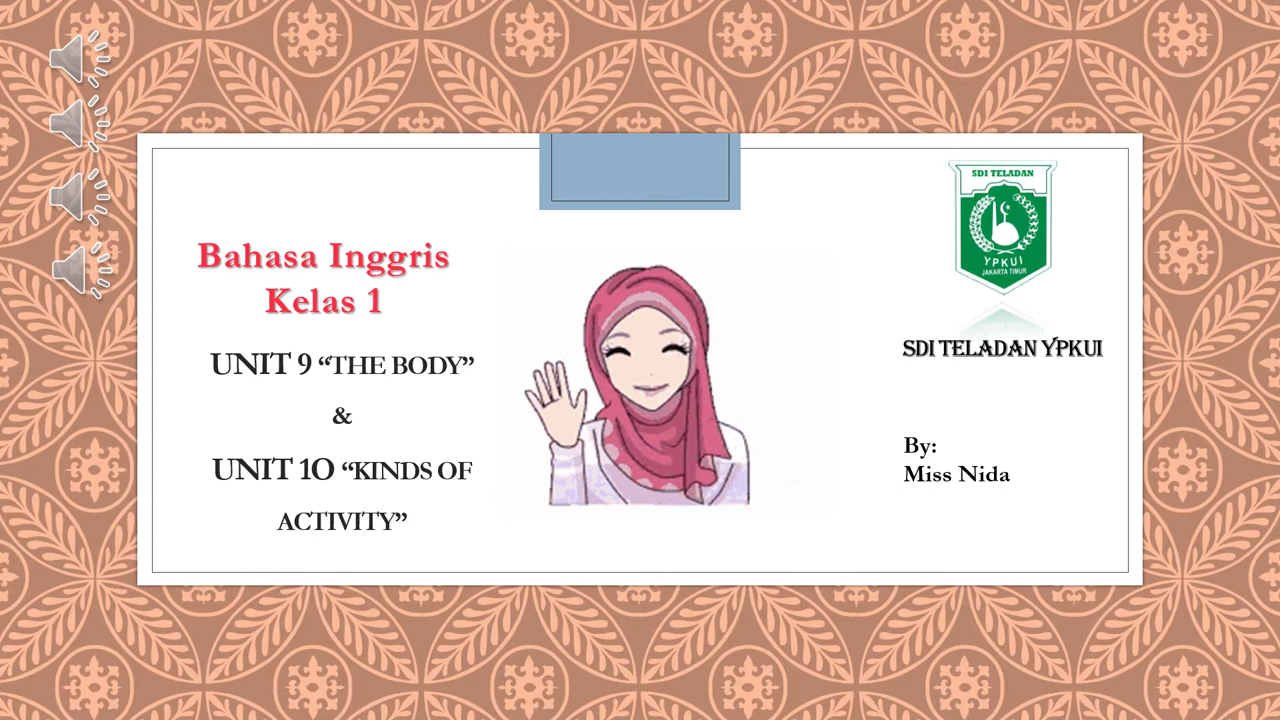 Bahasa Inggris
Kelas 1
UNIT 9 “THE BODY”
&
UNIT 10 “KINDS OF
ACTIVITY”
SDI TELADAN
YPKUI
JAKARTA TIMUR
SDI TELADAN YPKUI
By:
Miss Nida